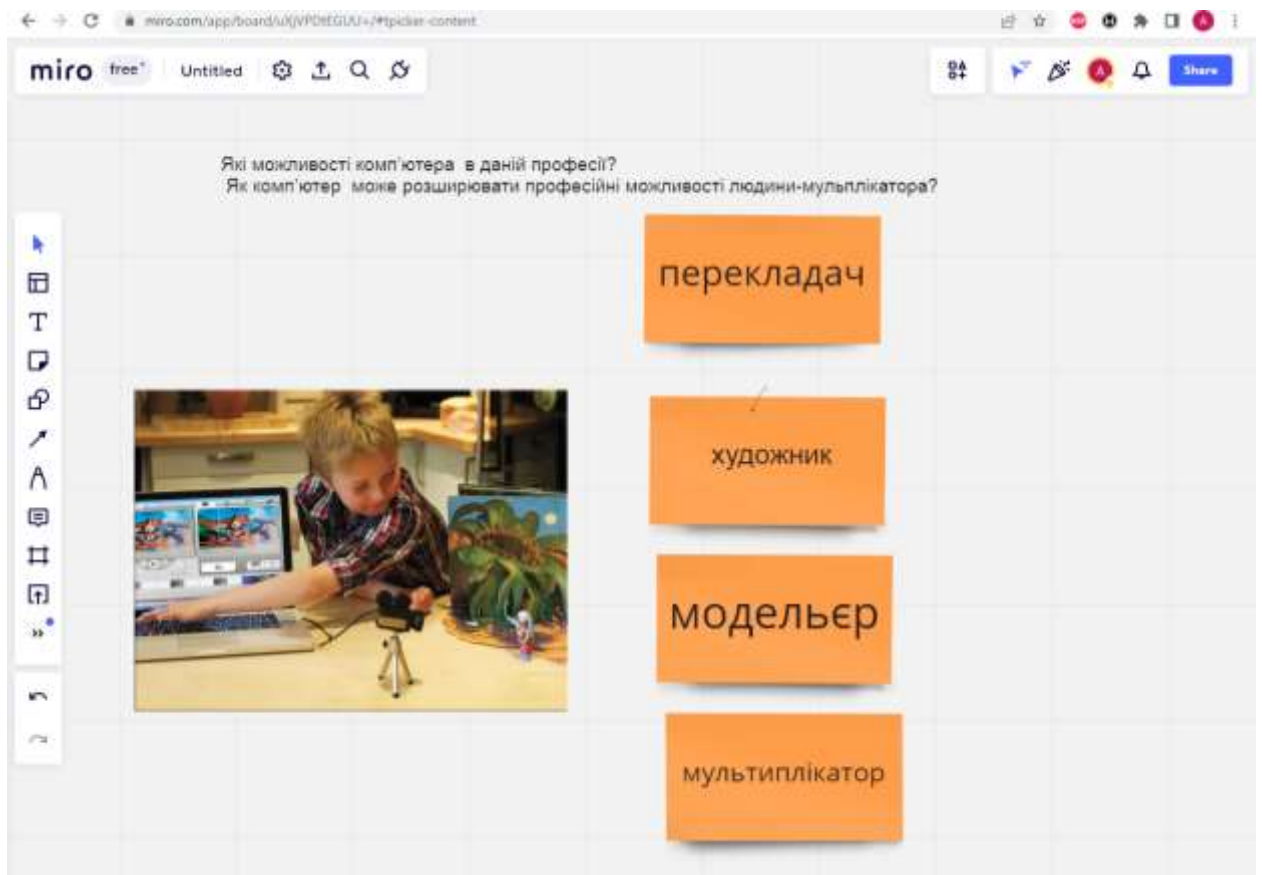 miro free+ Untitled Share
Які можливості комп'ютера в даній професії?
Як комп'ютер може розширювати професійні можливості людини-мульплікатора?
перекладач
художник
модельєр
мультиплікатор